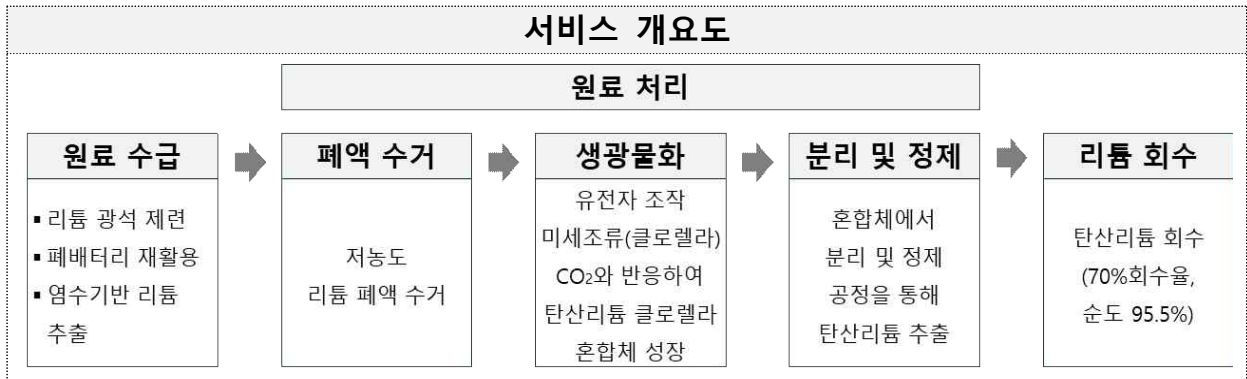 서비스 개요도
원료 처리
원료 수급
▪ 리튬 광석 제련
▪ 폐배터리 재활용
▪ 염수기반 리튬
추출
폐액 수거
저농도
리튬 폐액 수거
생광물화
유전자 조작
미세조류(클로렐라)
CO₂와 반응하여
탄산리튬 클로렐라
혼합체 성장
분리 및 정제
혼합체에서
분리 및 정제
공정을 통해
탄산리튬 추출
리튬 회수
탄산리튬 회수
(70%회수율,
순도 95.5%)